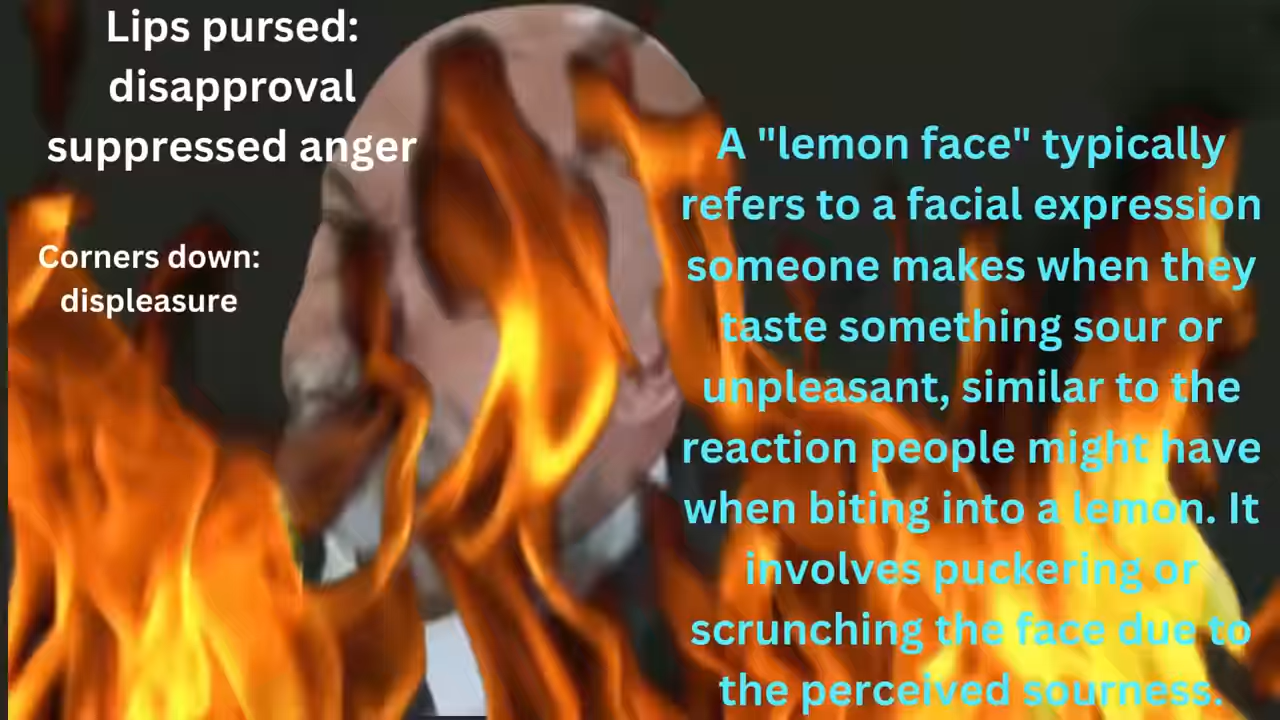 Lips pursed:
disapproval
suppressed anger
Corners down:
displeasure
A "lemon face" typically
refers to a facial expression
someone makes when they
taste something sour or
unpleasant, similar to the
reaction people might have
when biting into a lemon. It
involves puckering or
scrunching the face due to
the perceived sourness.